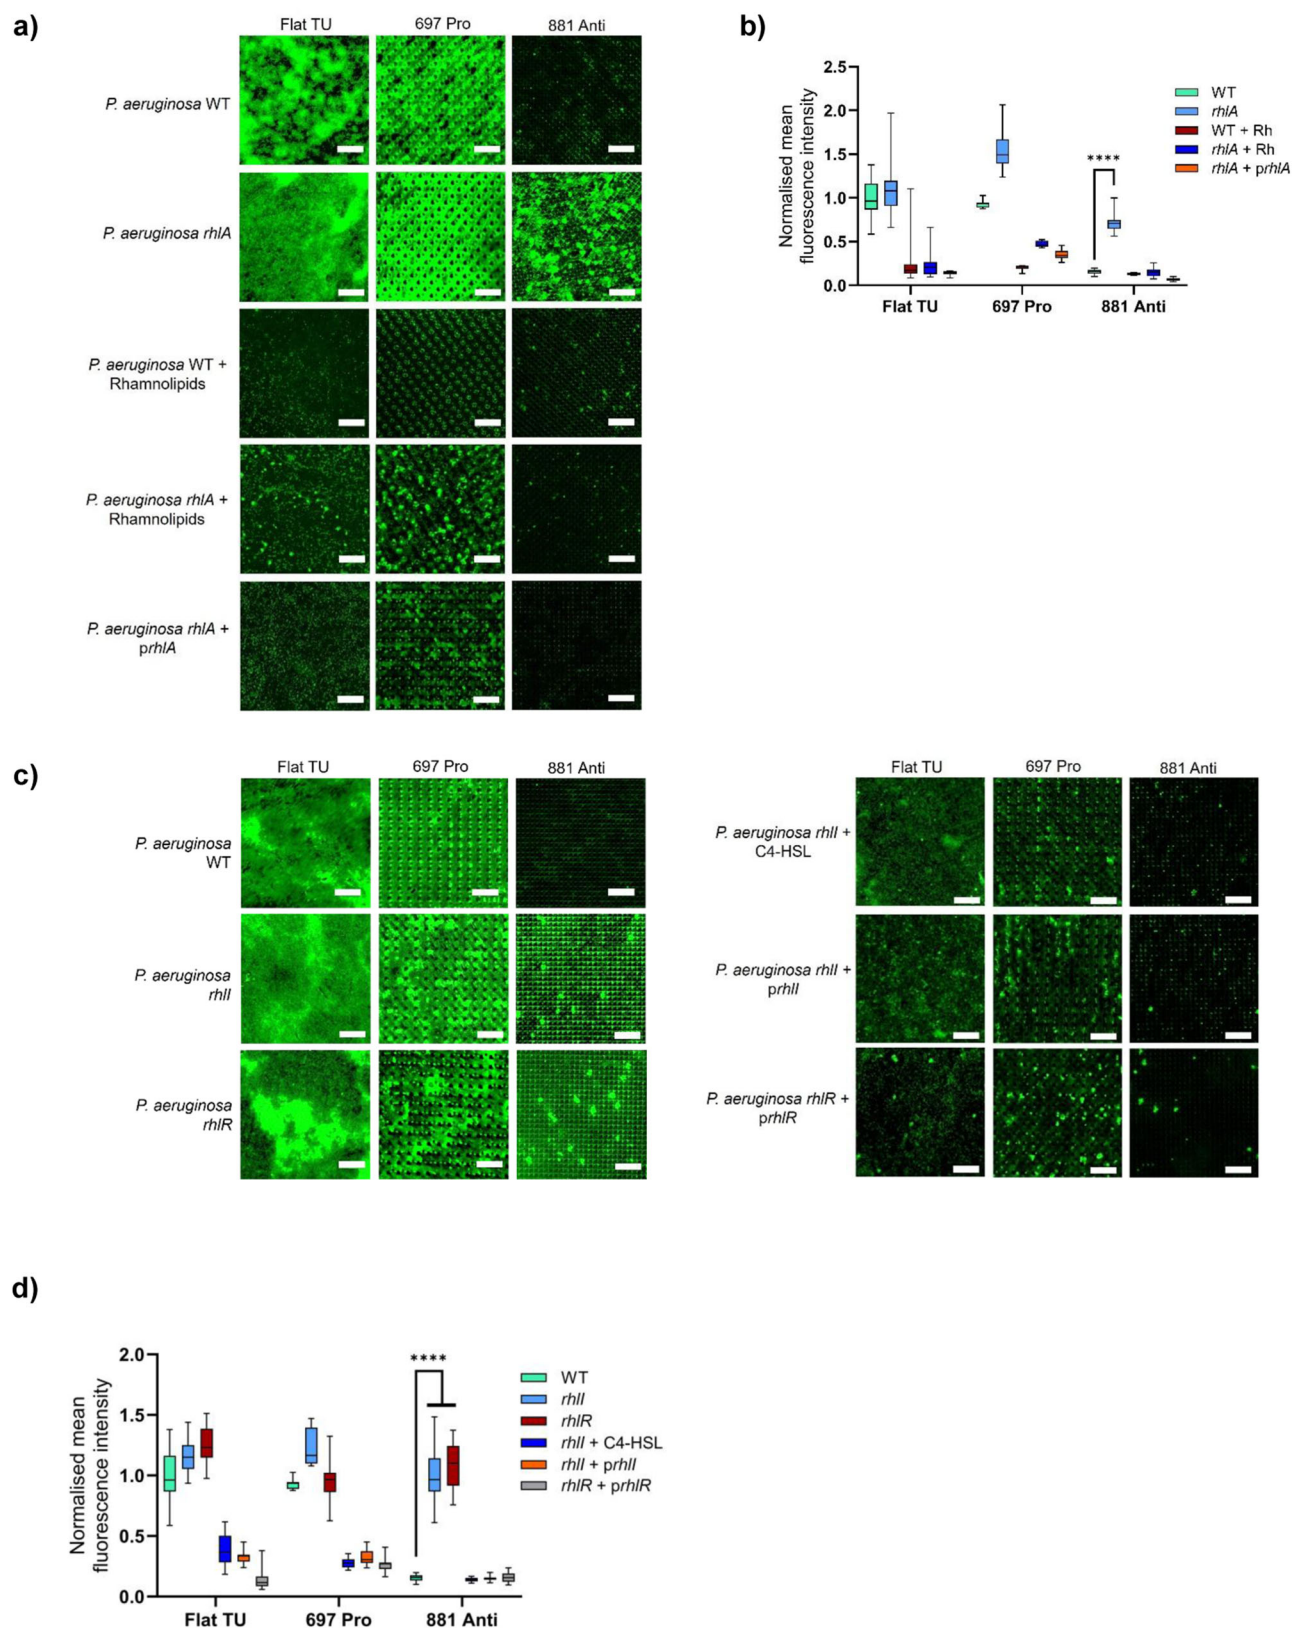 a)
Flat TU 697 Pro 881 Anti
P. aeruginosa WT
P. aeruginosa rhlA
P. aeruginosa WT +
Rhamnolipids
P. aeruginosa rhlA +
Rhamnolipids
P. aeruginosa rhlA +
prhlA
b)
Normalised mean
fluorescence intensity
2.5
2.0
1.5
1.0
0.5
0.0
****
Flat TU 697 Pro 881 Anti
WT
rhlA
WT + Rh
rhlA + Rh
rhlA + prhlA
c)
Flat TU 697 Pro 881 Anti
P. aeruginosa
WT
P. aeruginosa
rhlI
P. aeruginosa
rhlR
Flat TU 697 Pro 881 Anti
P. aeruginosa rhlI +
C4-HSL
P. aeruginosa rhlI +
prhlI
P. aeruginosa rhlR +
prhlR
d)
Normalised mean
fluorescence intensity
2.0
1.5
1.0
0.5
0.0
****
Flat TU 697 Pro 881 Anti
WT
rhlI
rhlR
rhlI + C4-HSL
rhlI + prhlI
rhlR + prhlR